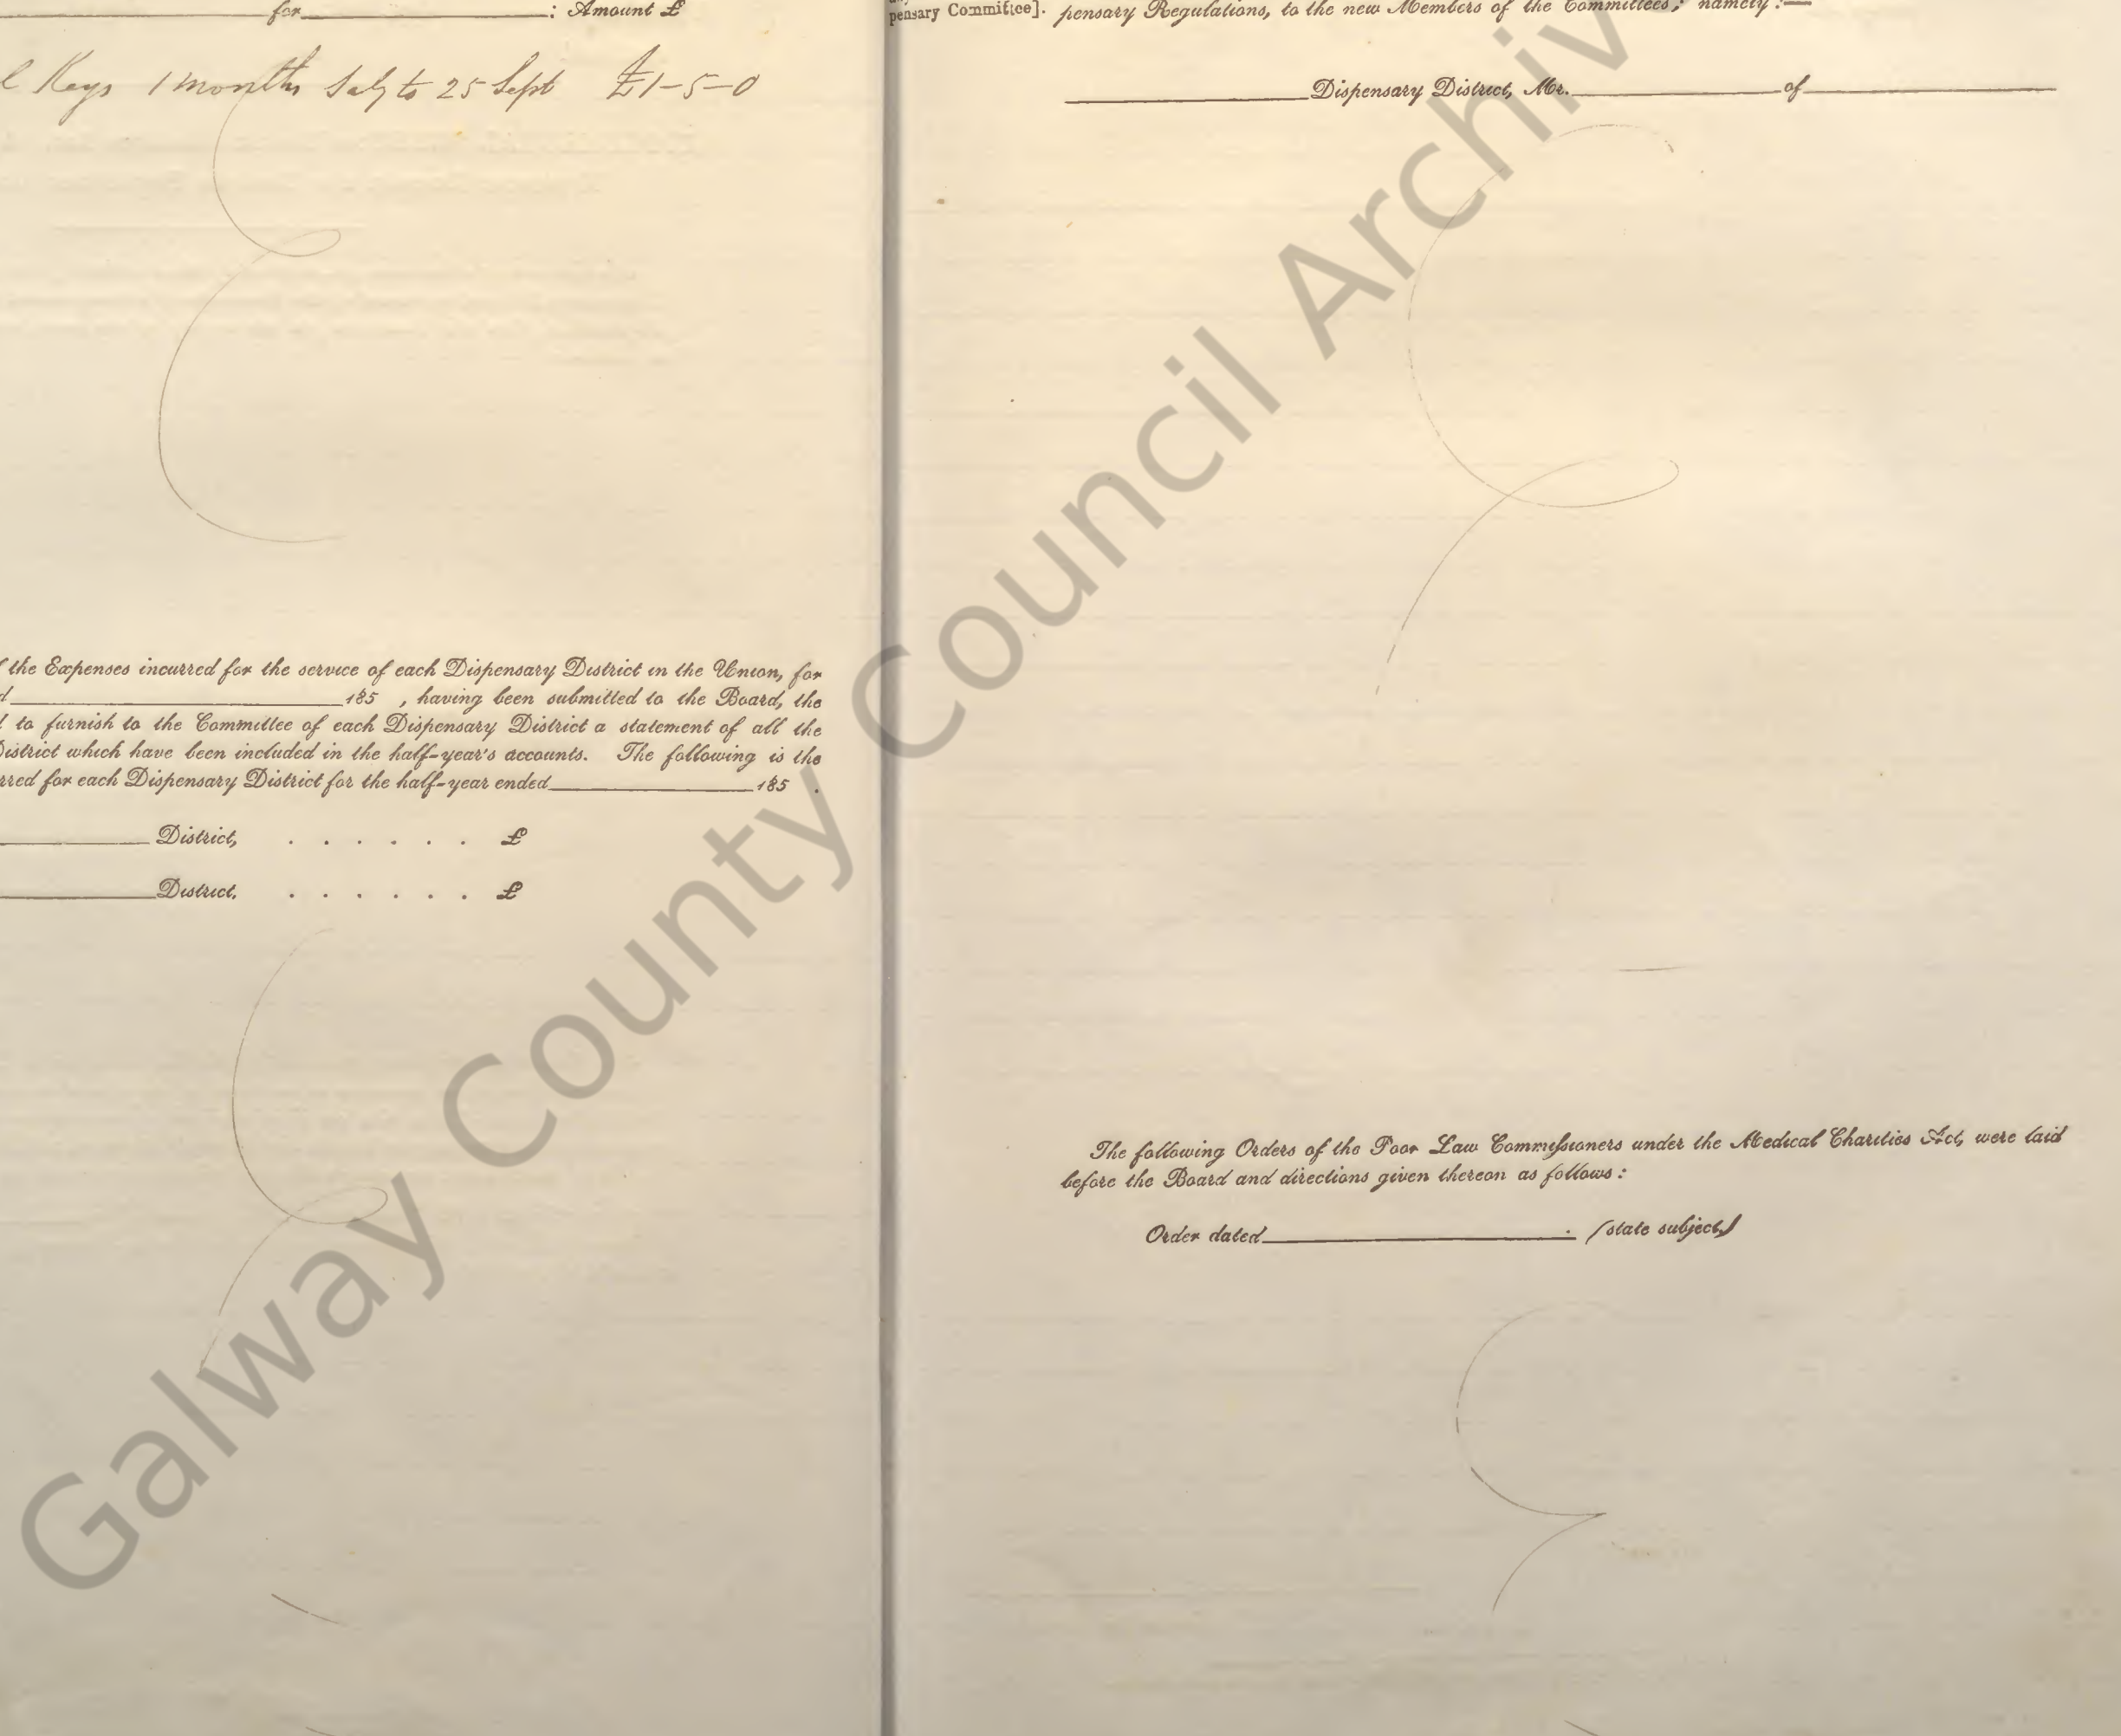 for : Amount £
Keys 1 months Saly to 25 Sept £1-5-0
the Expenses incurred for the service of each Dispensary District in the Union, for
185 , having been submitted to the Board, the
to furnish to the Committee of each Dispensary District a statement of all the
District which have been included in the half-year's accounts. The following is the
rred for each Dispensary District for the half-year ended 185 .
District, . . . . . . £
District. . . . . . . £
pensary Committee]. pensary Regulations, to the new Members of the Committees; namely:—
Dispensary District, Mr. of
The following Orders of the Poor Law Commissioners under the Medical Charities Act, were laid
before the Board and directions given thereon as follows:
Order dated : (state subject)
Galway County Council Archiv